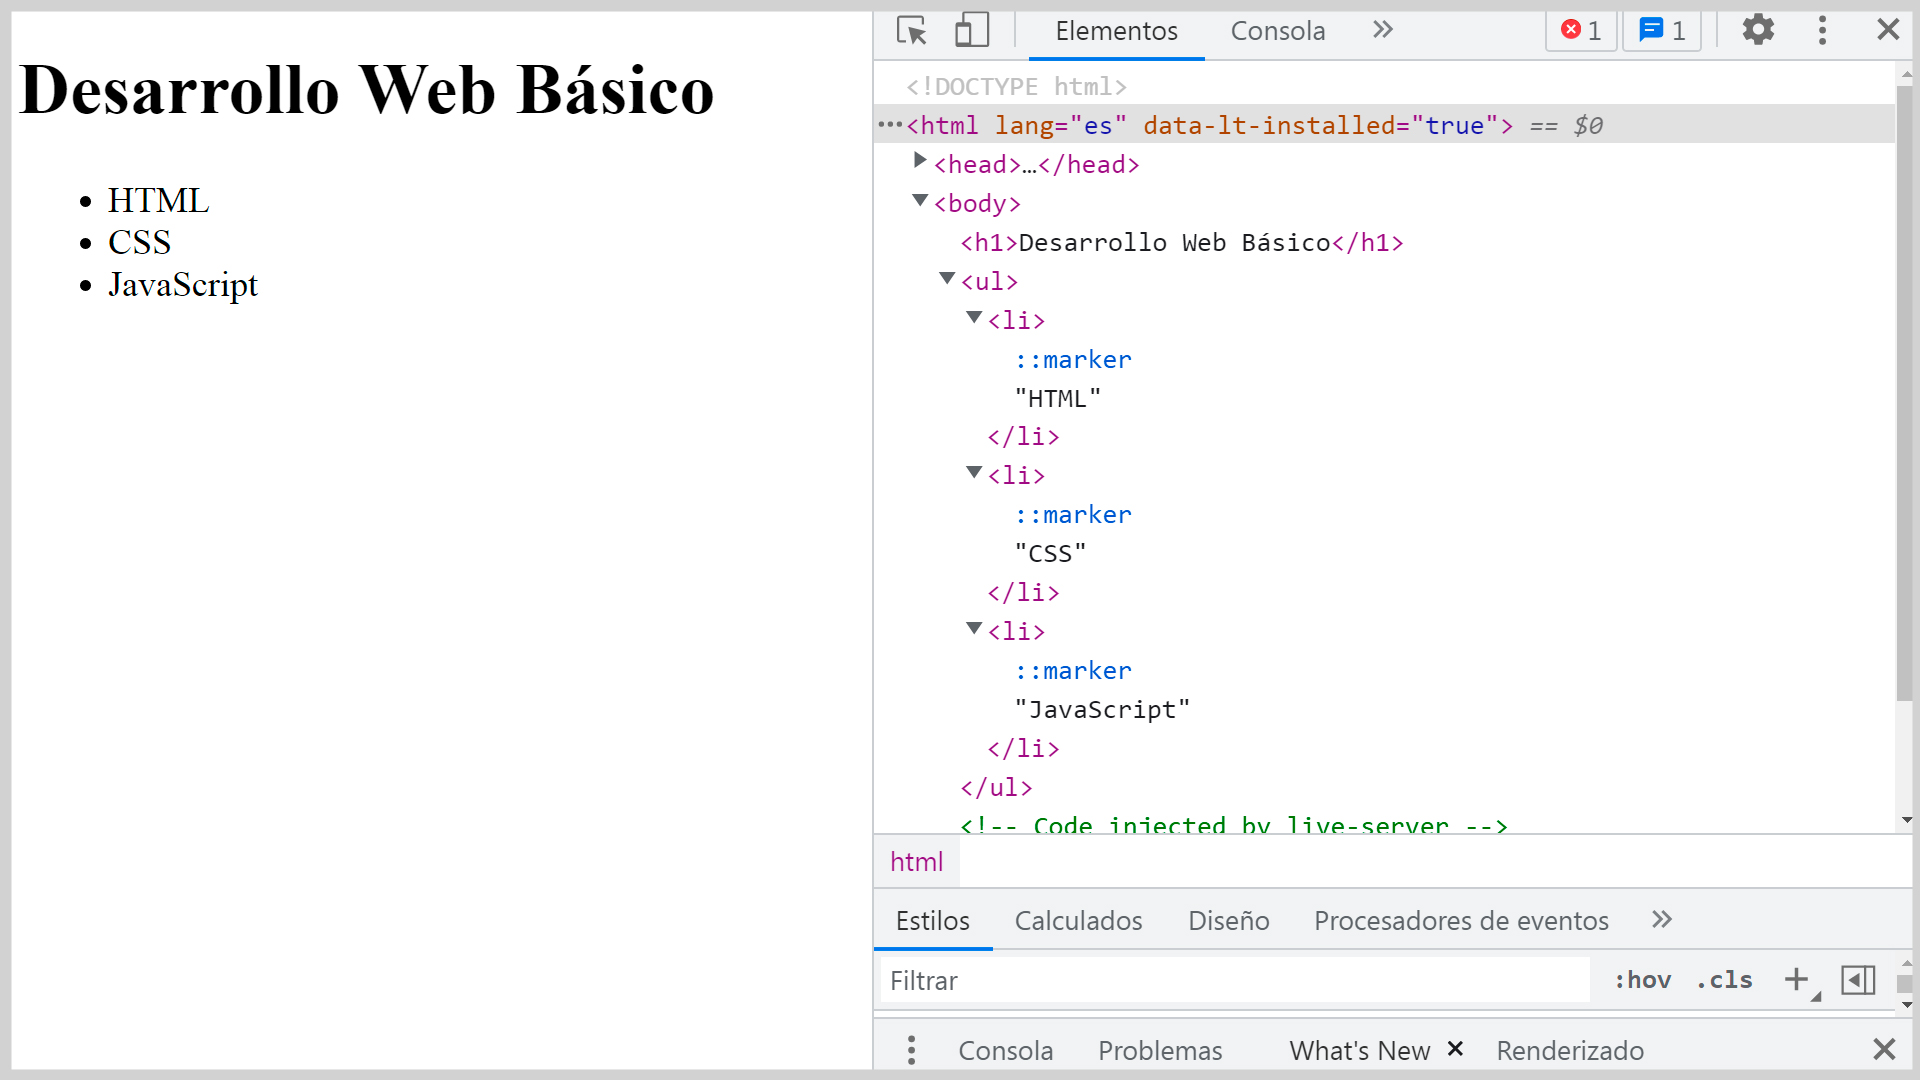 Desarrollo Web Básico
HTML
CSS
JavaScript
Elementos Consola 1 1
<!DOCTYPE html>
<html lang="es" data-lt-installed="true"> == $0
<head>…</head>
<body>
<h1>Desarrollo Web Básico</h1>
<ul>
<li>
::marker
"HTML"
</li>
<li>
::marker
"CSS"
</li>
<li>
::marker
"JavaScript"
</li>
</ul>
<!-- Code injected by live-server -->
html
Estilos Calculados Diseño Procesadores de eventos
Filtrar :hov .cls
Consola Problemas What's New Renderizado